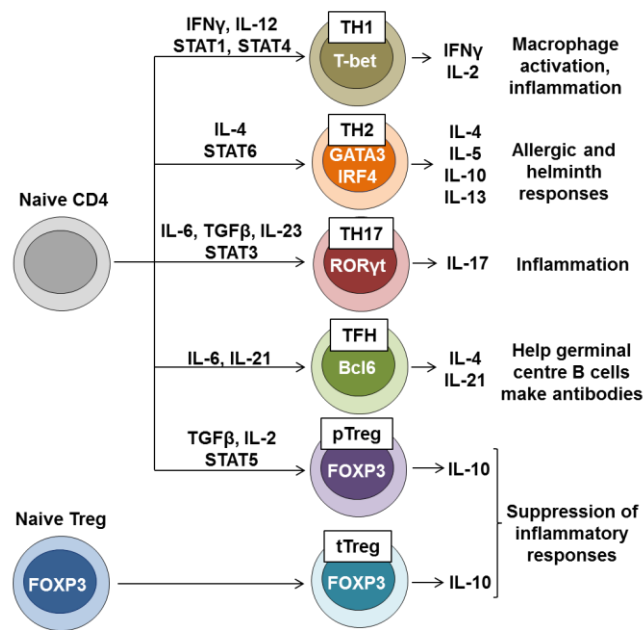 IFNγ, IL-12
STAT1, STAT4
TH1
T-bet
IFNγ
IL-2
Macrophage
activation,
inflammation
IL-4
STAT6
TH2
GATA3
IRF4
IL-4
IL-5
IL-10
IL-13
Allergic and
helminth
responses
Naive CD4
IL-6, TGFβ, IL-23
STAT3
TH17
RORγt
IL-17
Inflammation
IL-6, IL-21
TFH
Bcl6
IL-4
IL-21
Help germinal
centre B cells
make antibodies
TGFβ, IL-2
STAT5
pTreg
FOXP3
IL-10
Suppression of
inflammatory
responses
Naive Treg
FOXP3
tTreg
FOXP3
IL-10